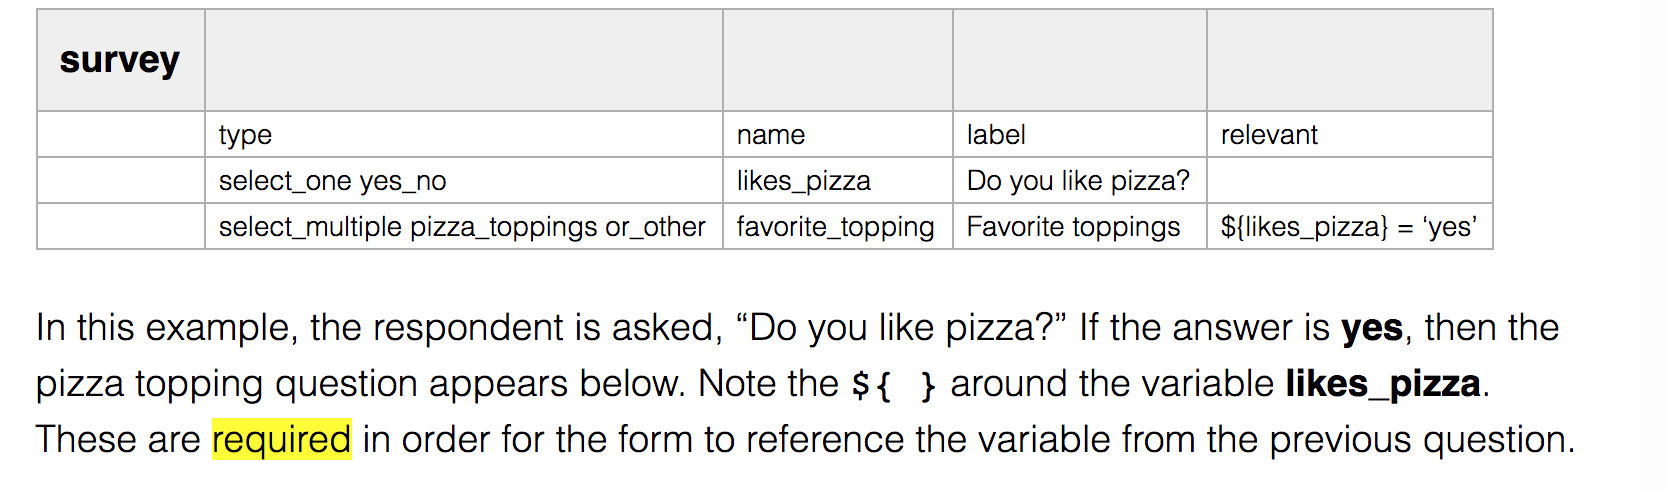 survey
type name label relevant
select_one yes_no likes_pizza Do you like pizza?
select_multiple pizza_toppings or_other favorite_topping Favorite toppings ${likes_pizza} = ‘yes’
In this example, the respondent is asked, “Do you like pizza?” If the answer is yes, then the
pizza topping question appears below. Note the ${ } around the variable likes_pizza.
These are required in order for the form to reference the variable from the previous question.